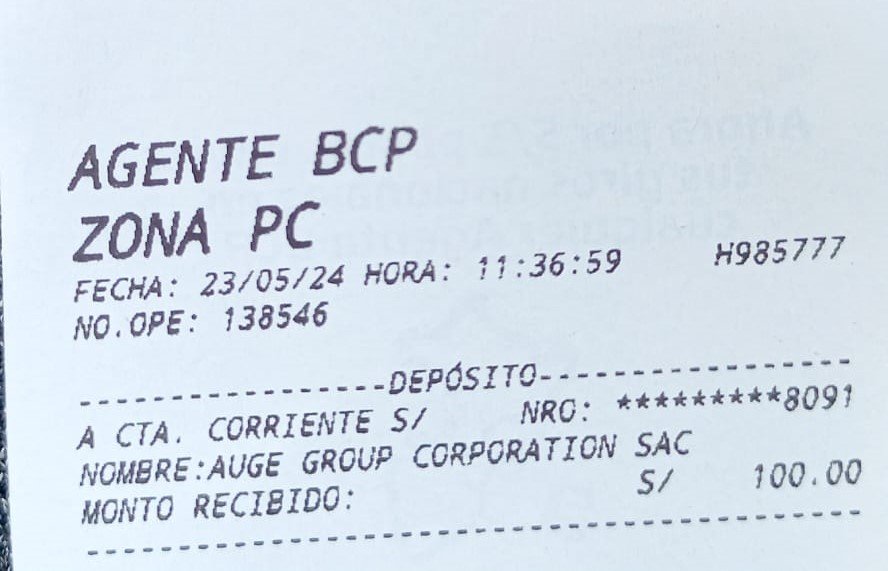 AGENTE BCP
ZONA PC
FECHA: 23/05/24 HORA: 11:36:59 H985777
NO.OPE: 138546
-----------------DEPÓSITO-----------------
A CTA. CORRIENTE S/ NRO: *********8091
NOMBRE:AUGE GROUP CORPORATION SAC
MONTO RECIBIDO: S/ 100.00
------------------------------------------